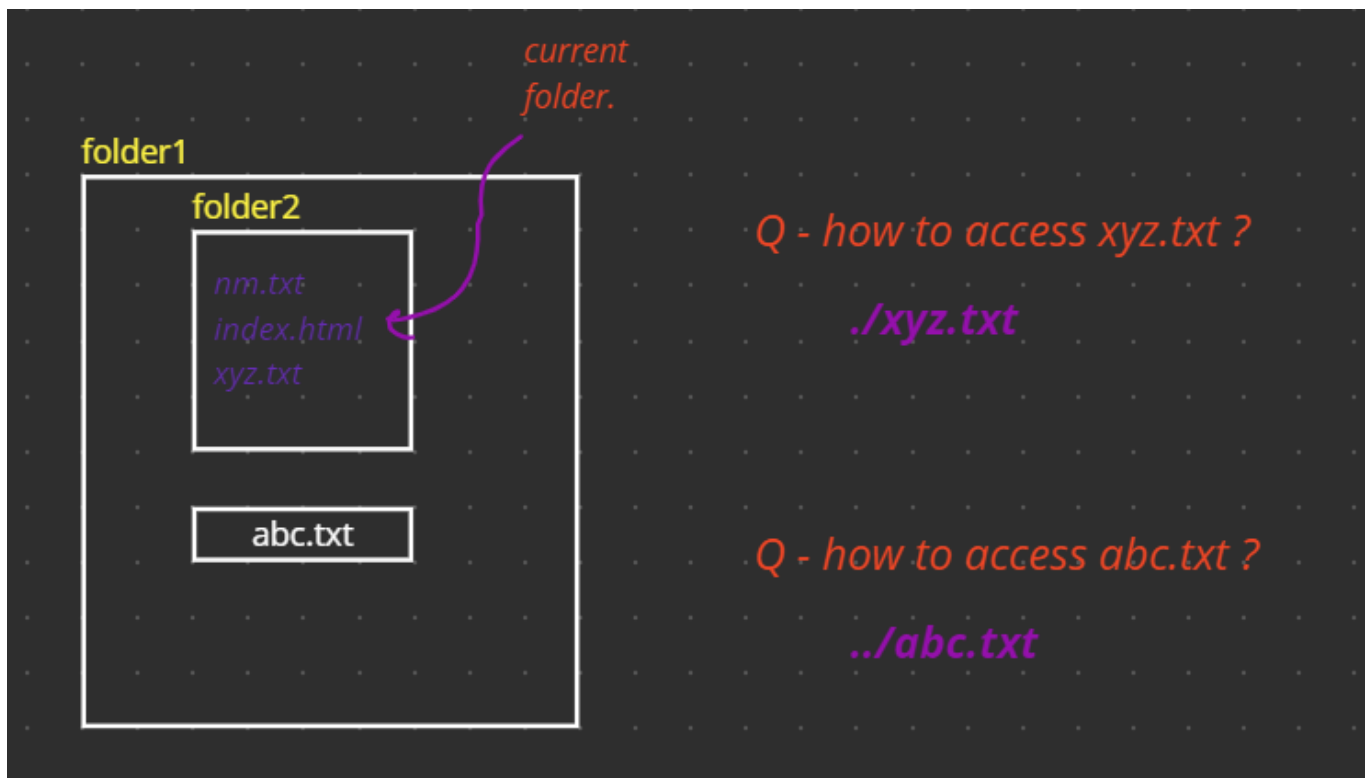 current
folder.
folder1
folder2
nm.txt
index.html
xyz.txt
abc.txt
Q - how to access xyz.txt ?
./xyz.txt
Q - how to access abc.txt ?
../abc.txt